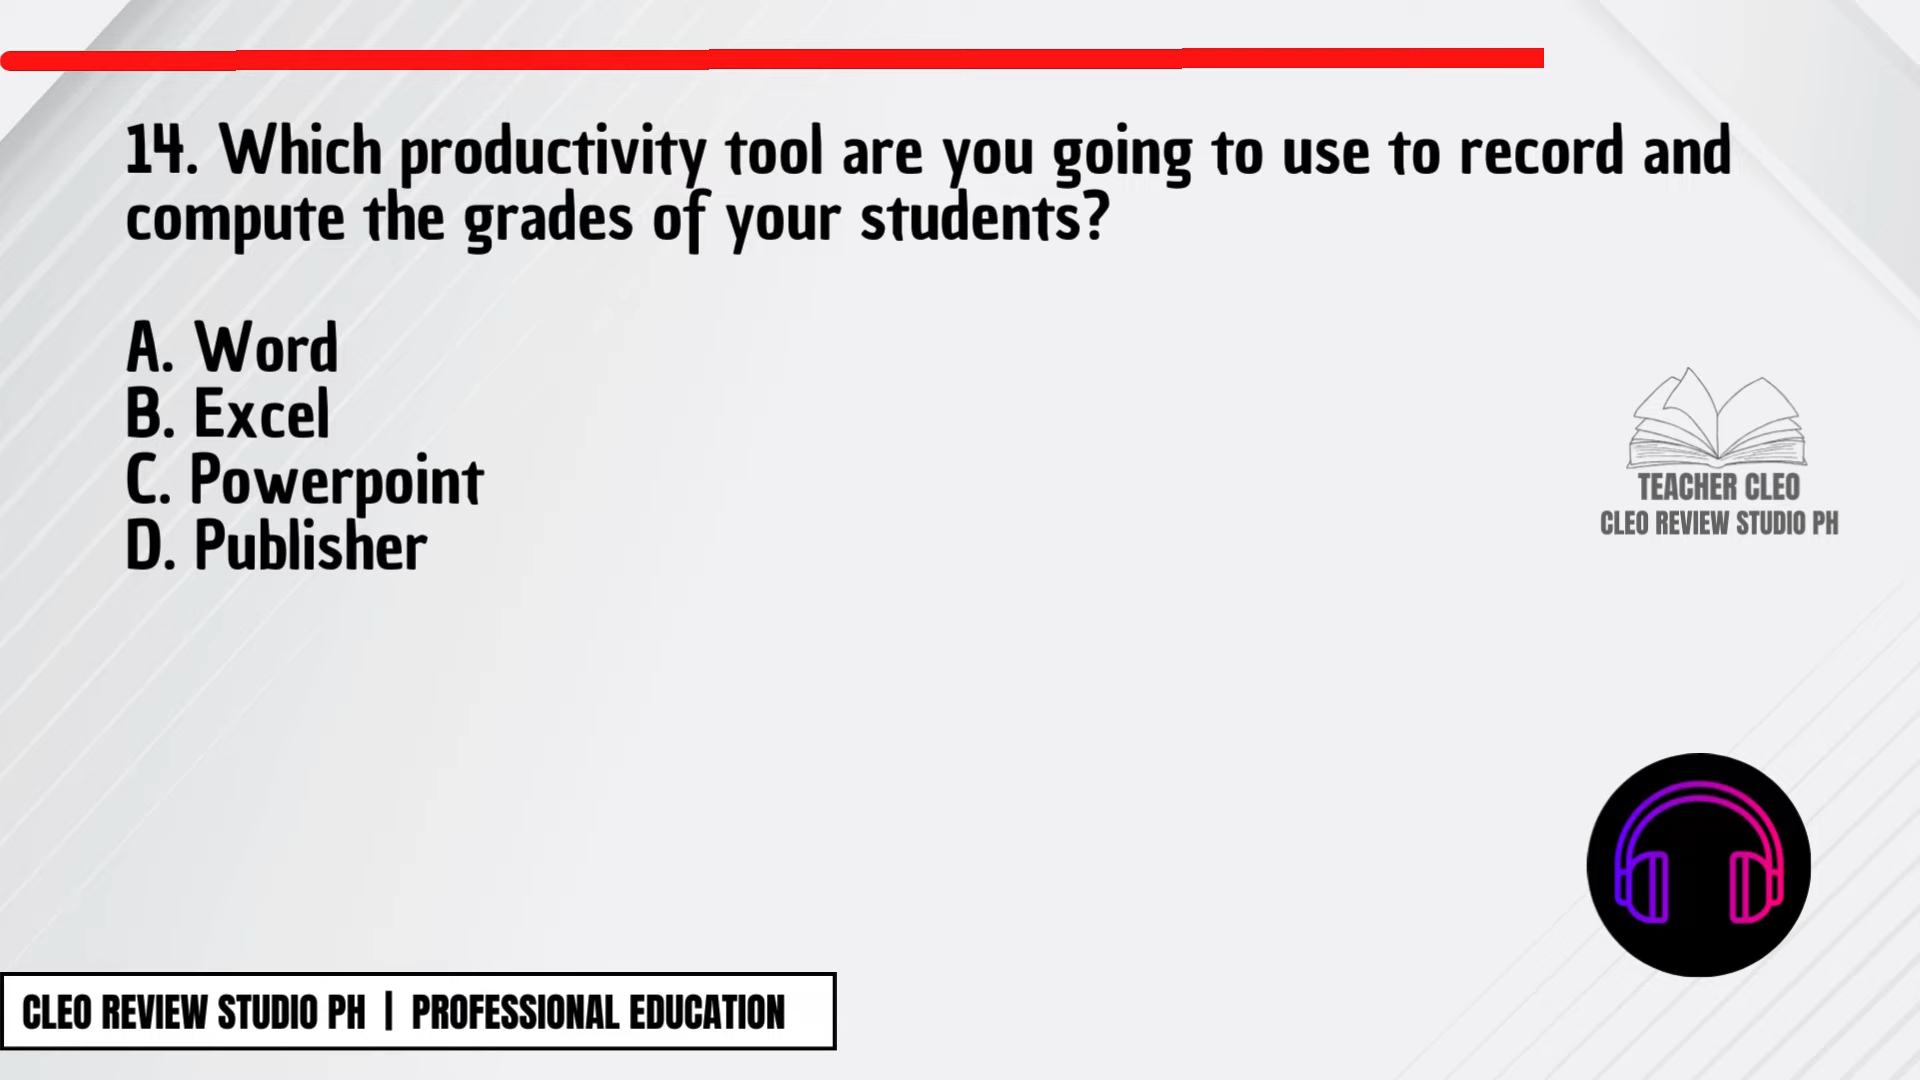 14. Which productivity tool are you going to use to record and
compute the grades of your students?
A. Word
B. Excel
C. Powerpoint
D. Publisher
TEACHER CLEO
CLEO REVIEW STUDIO PH
CLEO REVIEW STUDIO PH | PROFESSIONAL EDUCATION